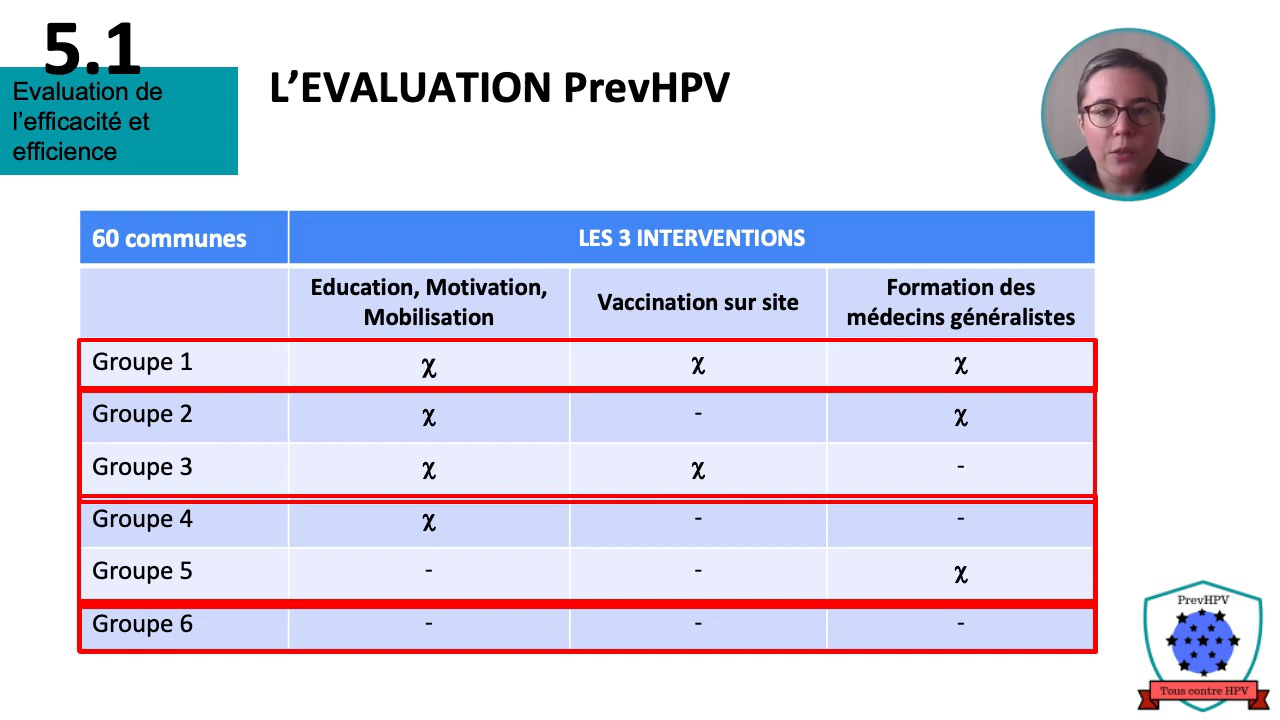 5.1
Evaluation de
l'efficacité et
efficience
L'EVALUATION PrevHPV
60 communes
LES 3 INTERVENTIONS
Education, Motivation,
Mobilisation
Vaccination sur site
Formation des
médecins généralistes
Groupe 1 χ χ χ
Groupe 2 χ - χ
Groupe 3 χ χ -
Groupe 4 χ - -
Groupe 5 - - χ
Groupe 6 - - -
PrevHPV
Tous contre HPV